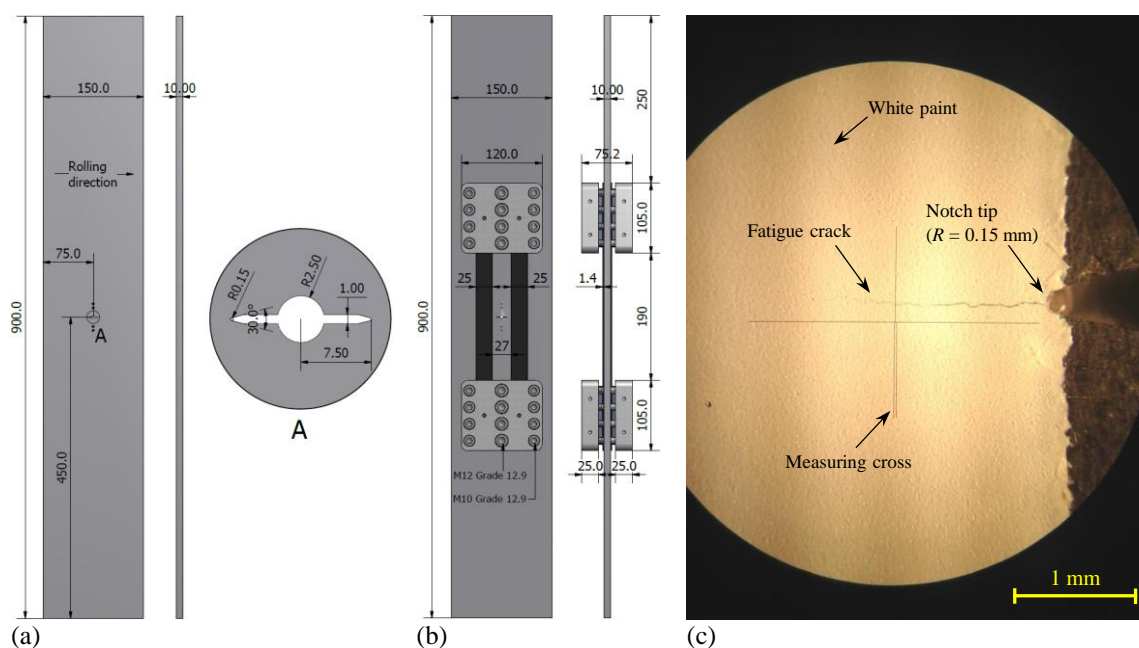 900.0
150.0
10.00
Rolling
direction
75.0
A
450.0
R0.15
R2.50
1.00
30.0°
7.50
A
(a)
900.0
150.0
10.00
250
120.0
75.2
105.0
25
25
1.4
190
27
105.0
M12 Grade 12.9
M10 Grade 12.9
25.0
25.0
(b)
White paint
Notch tip
(R = 0.15 mm)
Fatigue crack
Measuring cross
1 mm
(c)